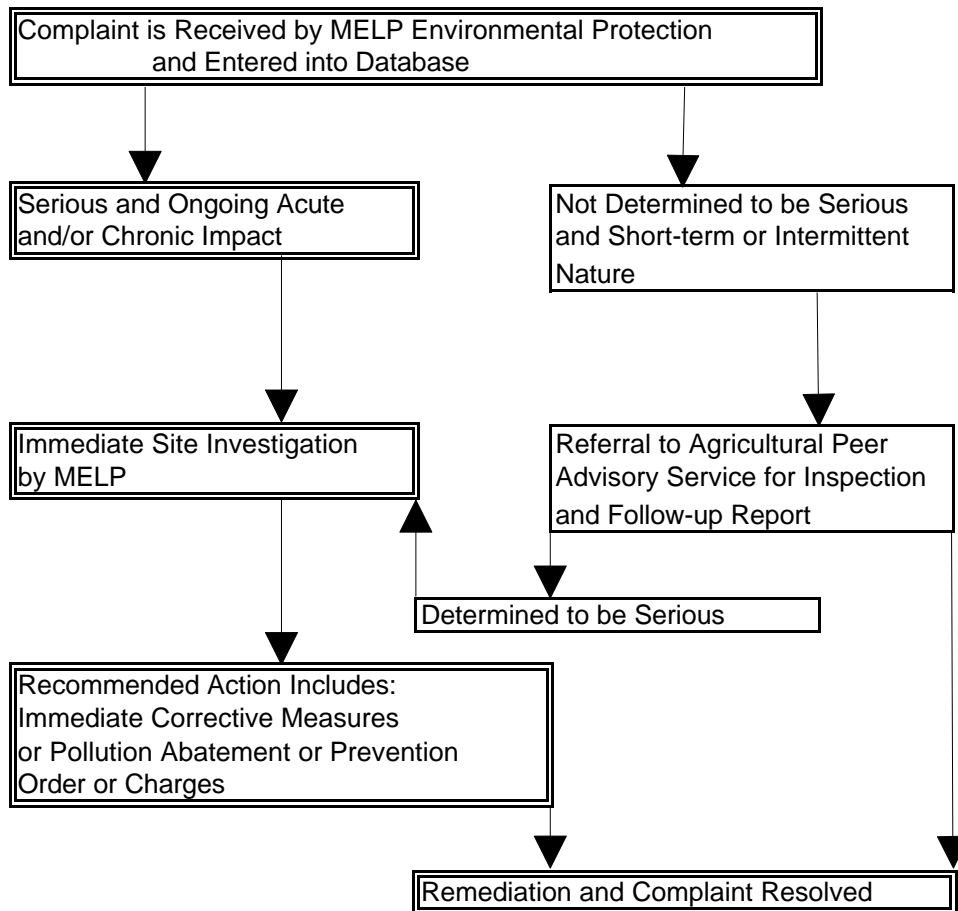 Complaint is Received by MELP Environmental Protection
and Entered into Database
Serious and Ongoing Acute
and/or Chronic Impact
Not Determined to be Serious
and Short-term or Intermittent
Nature
Immediate Site Investigation
by MELP
Referral to Agricultural Peer
Advisory Service for Inspection
and Follow-up Report
Determined to be Serious
Recommended Action Includes:
Immediate Corrective Measures
or Pollution Abatement or Prevention
Order or Charges
Remediation and Complaint Resolved